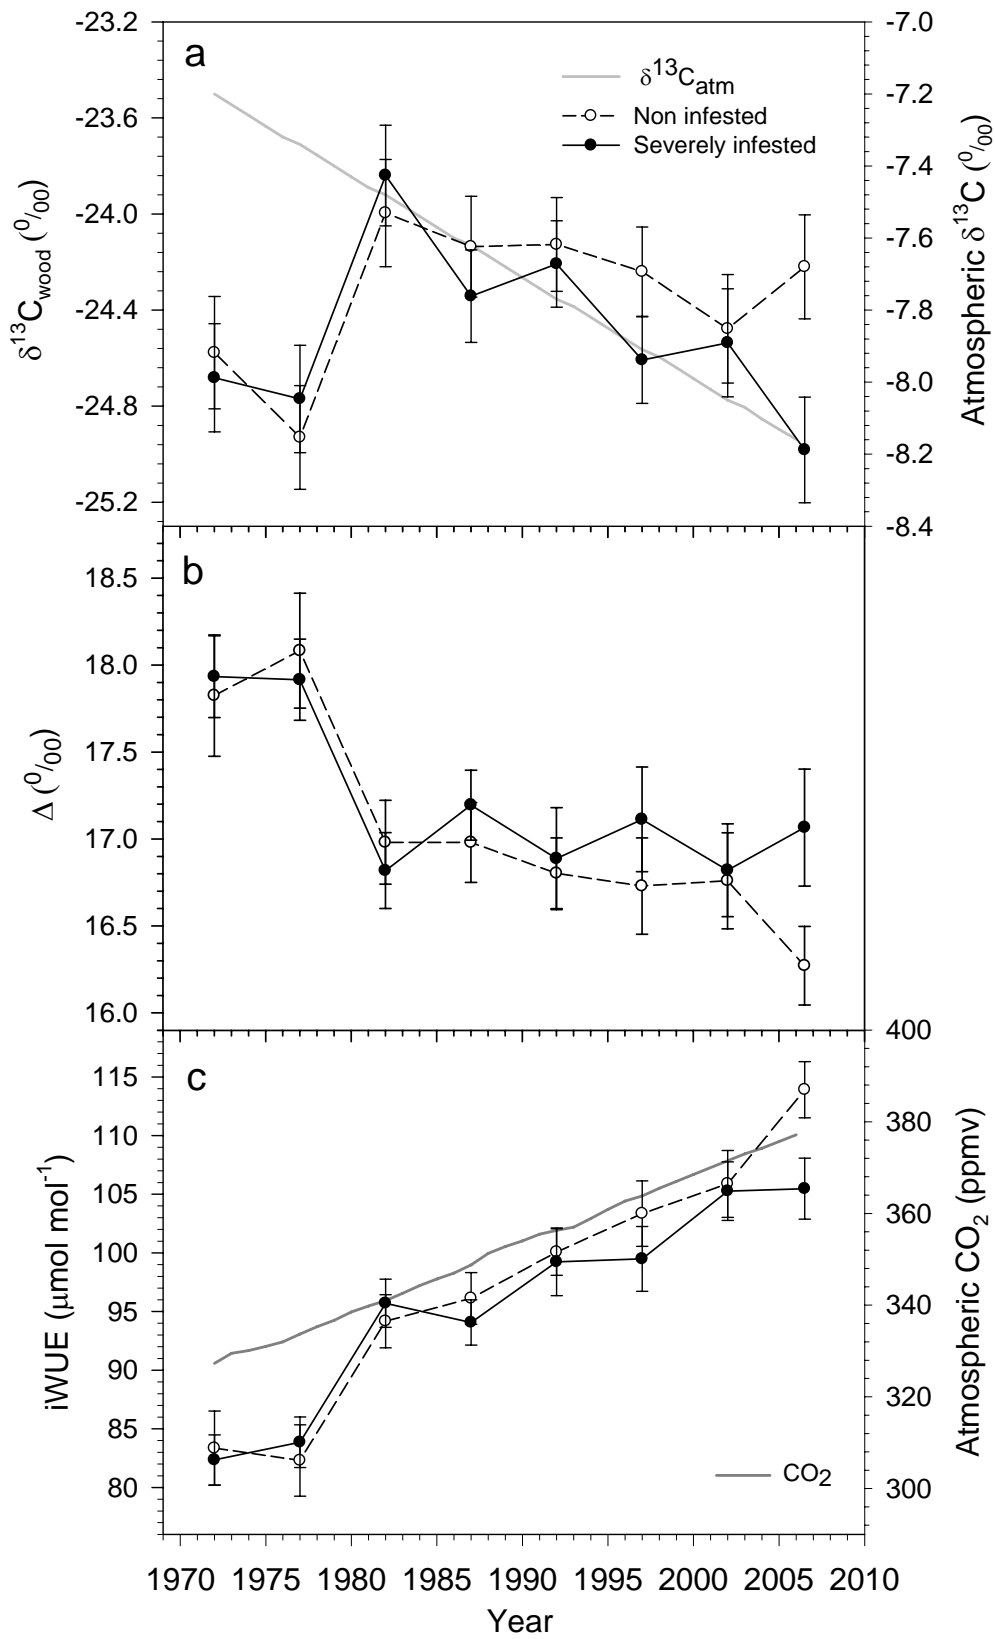 a
δ¹³Cwood (⁰/₀₀)
-23.2
-23.6
-24.0
-24.4
-24.8
-25.2
δ¹³Catm
Non infested
Severely infested
-7.0
-7.2
-7.4
-7.6
-7.8
-8.0
-8.2
-8.4
Atmospheric δ¹³C (⁰/₀₀)
b
Δ (⁰/₀₀)
18.5
18.0
17.5
17.0
16.5
16.0
c
iWUE (μmol mol⁻¹)
115
110
105
100
95
90
85
80
CO₂
400
380
360
340
320
300
Atmospheric CO₂ (ppmv)
1970 1975 1980 1985 1990 1995 2000 2005 2010
Year